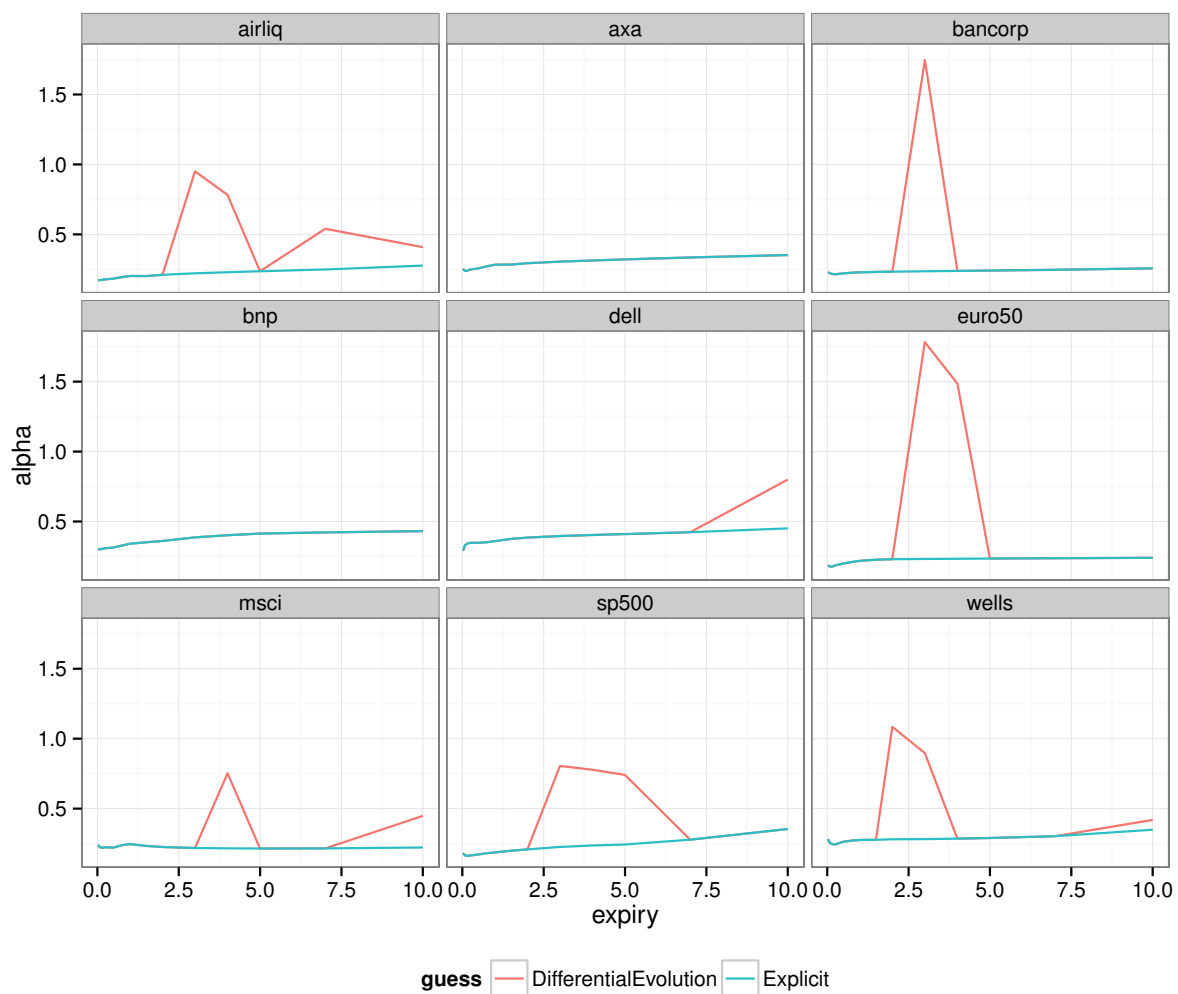 airliq axa bancorp
1.5
1.0
0.5
bnp dell euro50
1.5
1.0
0.5
alpha
msci sp500 wells
1.5
1.0
0.5
0.0 2.5 5.0 7.5 10.0 0.0 2.5 5.0 7.5 10.0 0.0 2.5 5.0 7.5 10.0
expiry
guess DifferentialEvolution Explicit